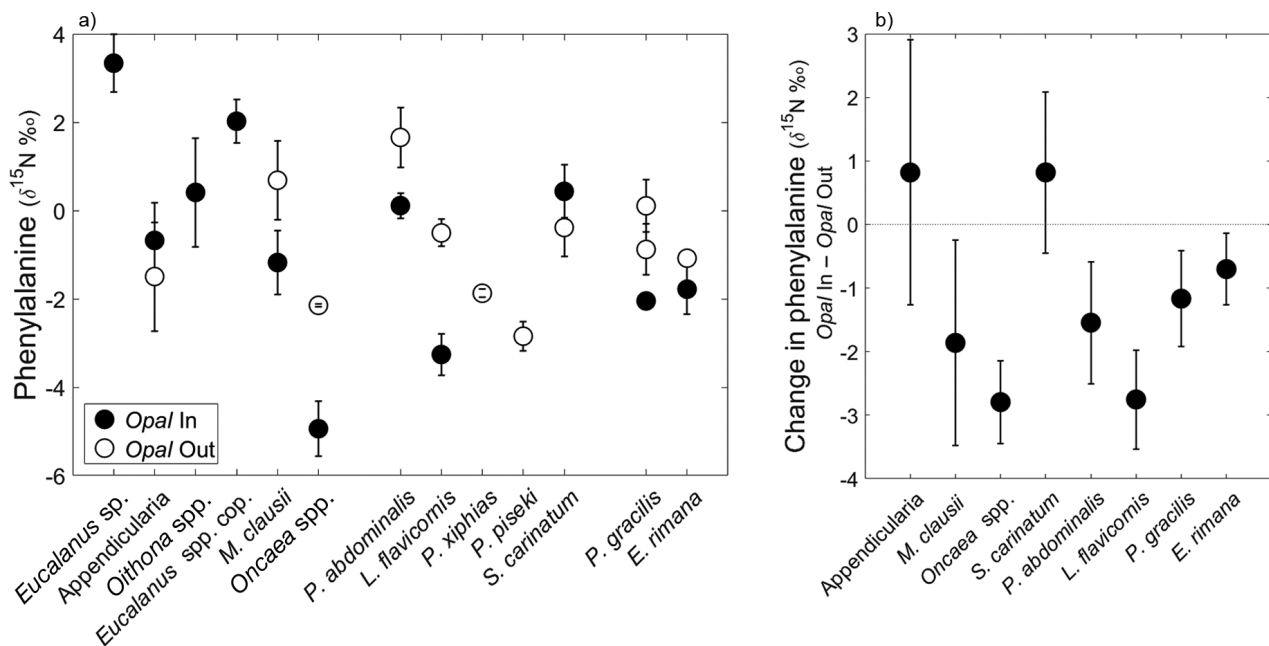 a)
Phenylalanine (δ¹⁵N ‰)
4
2
0
-2
-4
-6
Opal In
Opal Out
Eucalanus sp.
Appendicularia
Oithona spp.
Eucalanus spp. cop.
M. clausii
Oncaea spp.
P. abdominalis
L. flavicornis
P. xiphias
P. piseki
S. carinatum
P. gracilis
E. rimana
b)
Change in phenylalanine (δ¹⁵N ‰)
Opal In – Opal Out
3
2
1
0
-1
-2
-3
-4
Appendicularia
M. clausii
Oncaea spp.
S. carinatum
P. abdominalis
L. flavicornis
P. gracilis
E. rimana